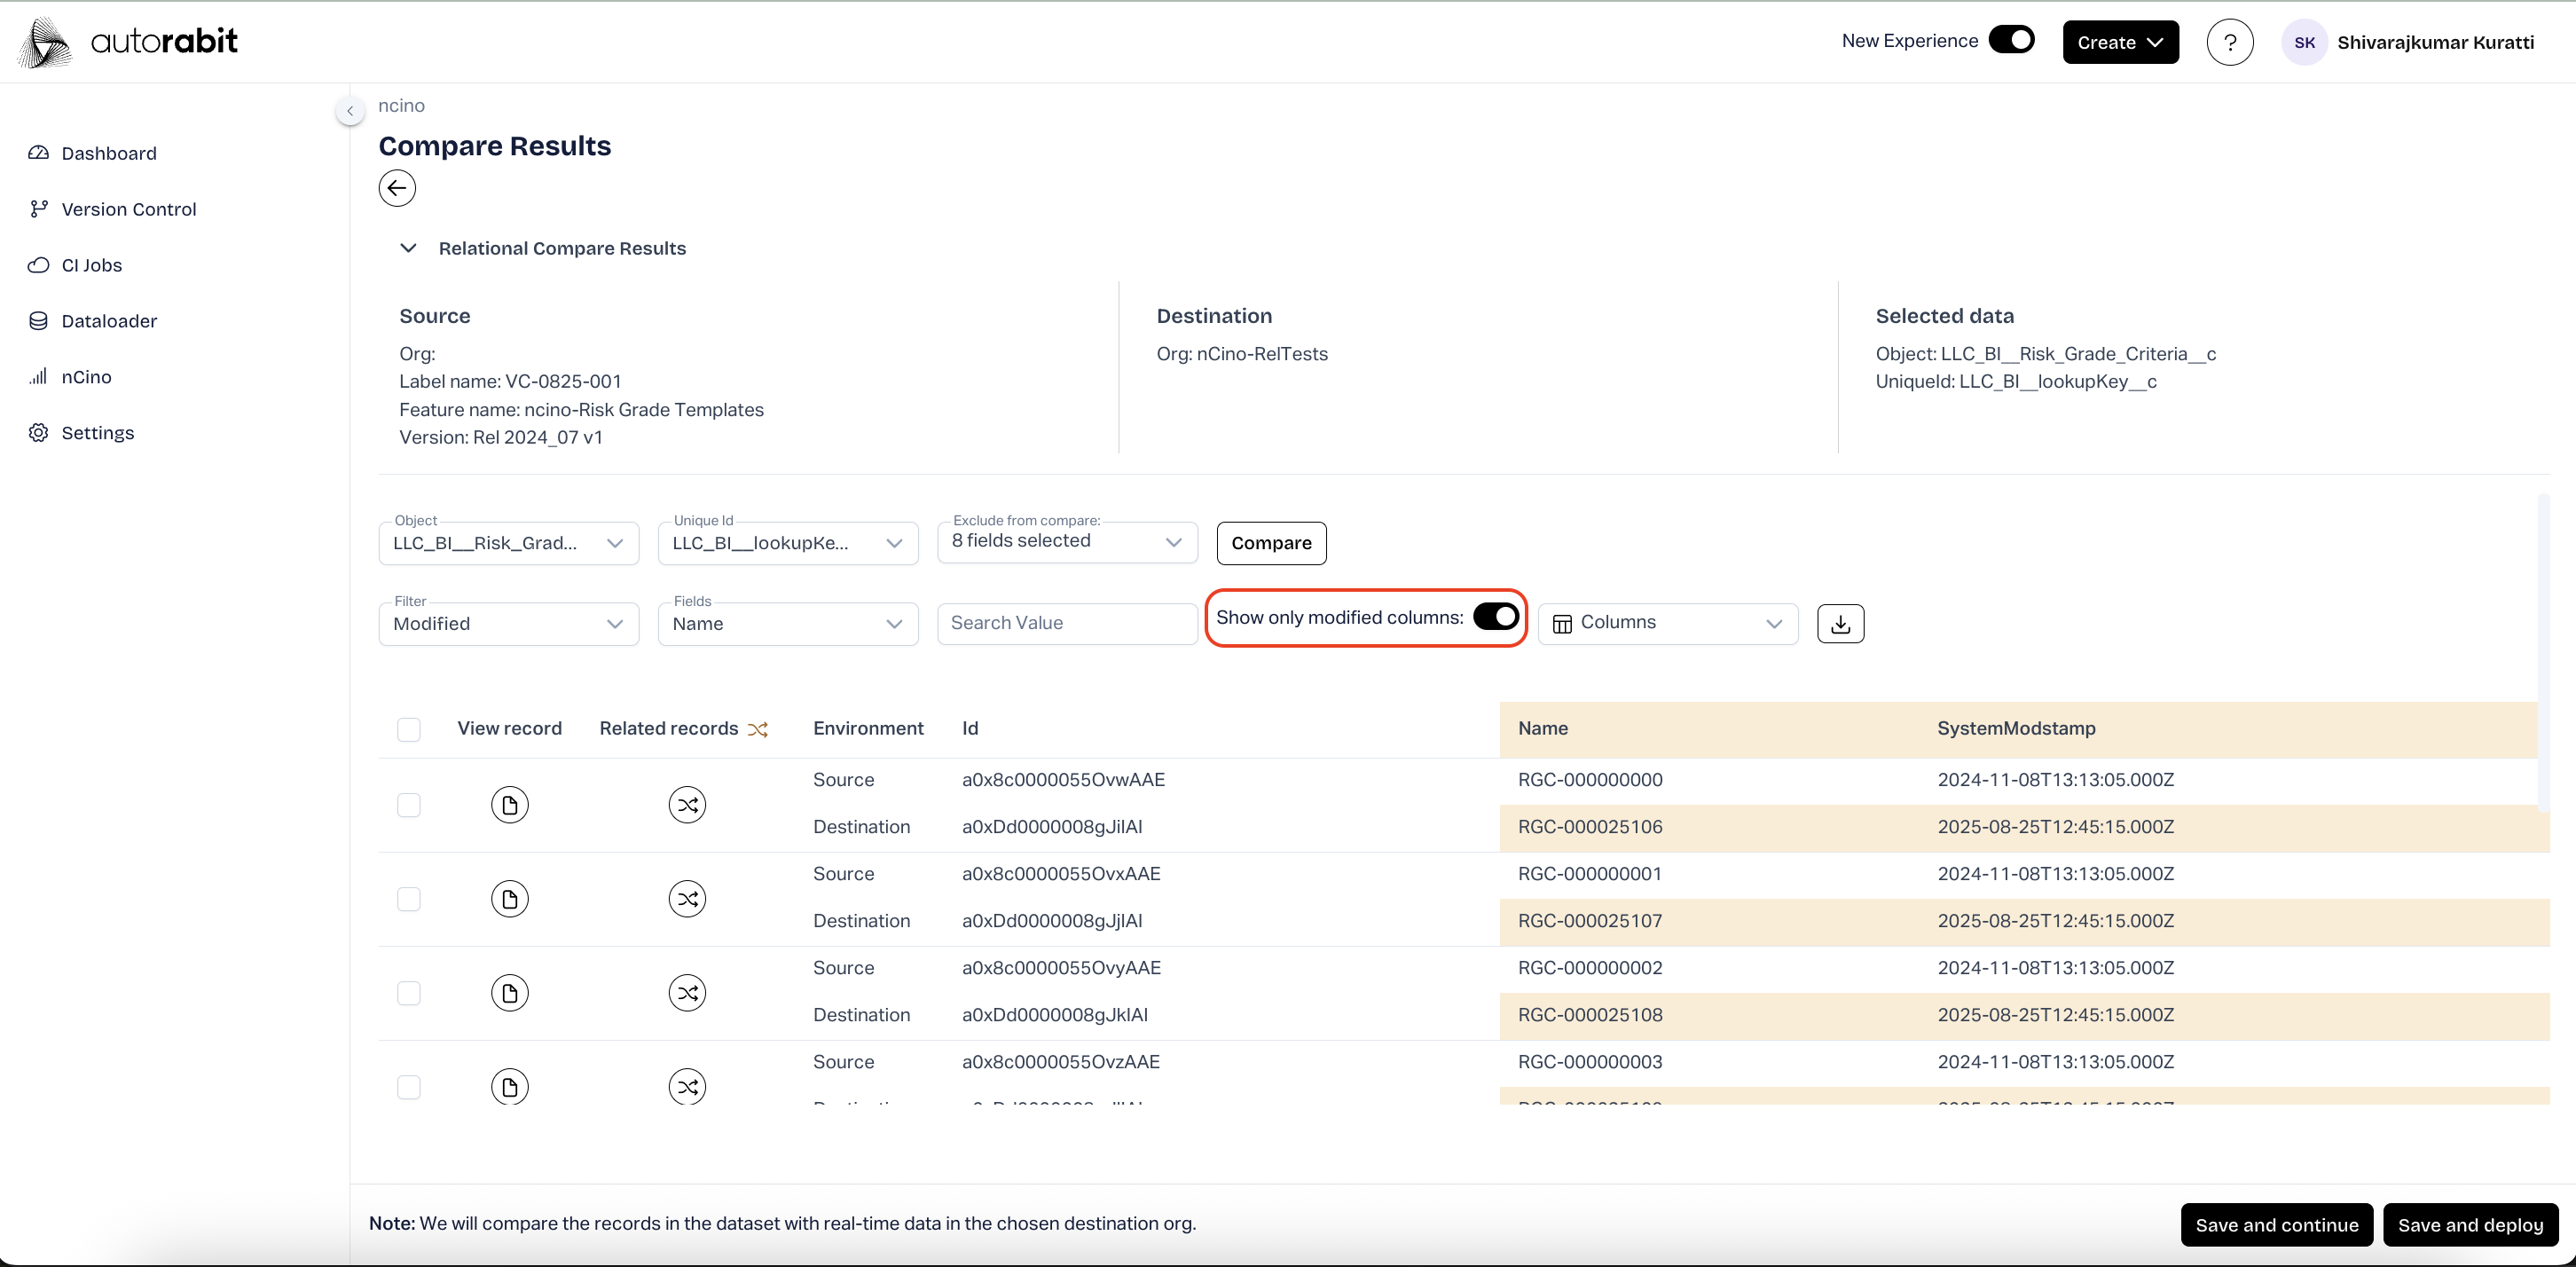 autorabit
New Experience
Create
?
SK
Shivarajkumar Kuratti
Dashboard
Version Control
CI Jobs
Dataloader
nCino
Settings
ncino
Compare Results
Relational Compare Results
Source
Org:
Label name: VC-0825-001
Feature name: ncino-Risk Grade Templates
Version: Rel 2024_07 v1
Destination
Org: nCino-RelTests
Selected data
Object: LLC_BI__Risk_Grade_Criteria__c
UniqueId: LLC_BI__lookupKey__c
Object
LLC_BI__Risk_Grad...
Unique Id
LLC_BI__lookupKe...
Exclude from compare:
8 fields selected
Compare
Filter
Modified
Fields
Name
Search Value
Show only modified columns:
Columns
View record Related records Environment Id Name SystemModstamp
Source a0x8c0000055OvwAAE RGC-000000000 2024-11-08T13:13:05.000Z
Destination a0xDd0000008gJiIAI RGC-000025106 2025-08-25T12:45:15.000Z
Source a0x8c0000055OvxAAE RGC-000000001 2024-11-08T13:13:05.000Z
Destination a0xDd0000008gJjIAI RGC-000025107 2025-08-25T12:45:15.000Z
Source a0x8c0000055OvyAAE RGC-000000002 2024-11-08T13:13:05.000Z
Destination a0xDd0000008gJkIAI RGC-000025108 2025-08-25T12:45:15.000Z
Source a0x8c0000055OvzAAE RGC-000000003 2024-11-08T13:13:05.000Z
Note: We will compare the records in the dataset with real-time data in the chosen destination org.
Save and continue
Save and deploy